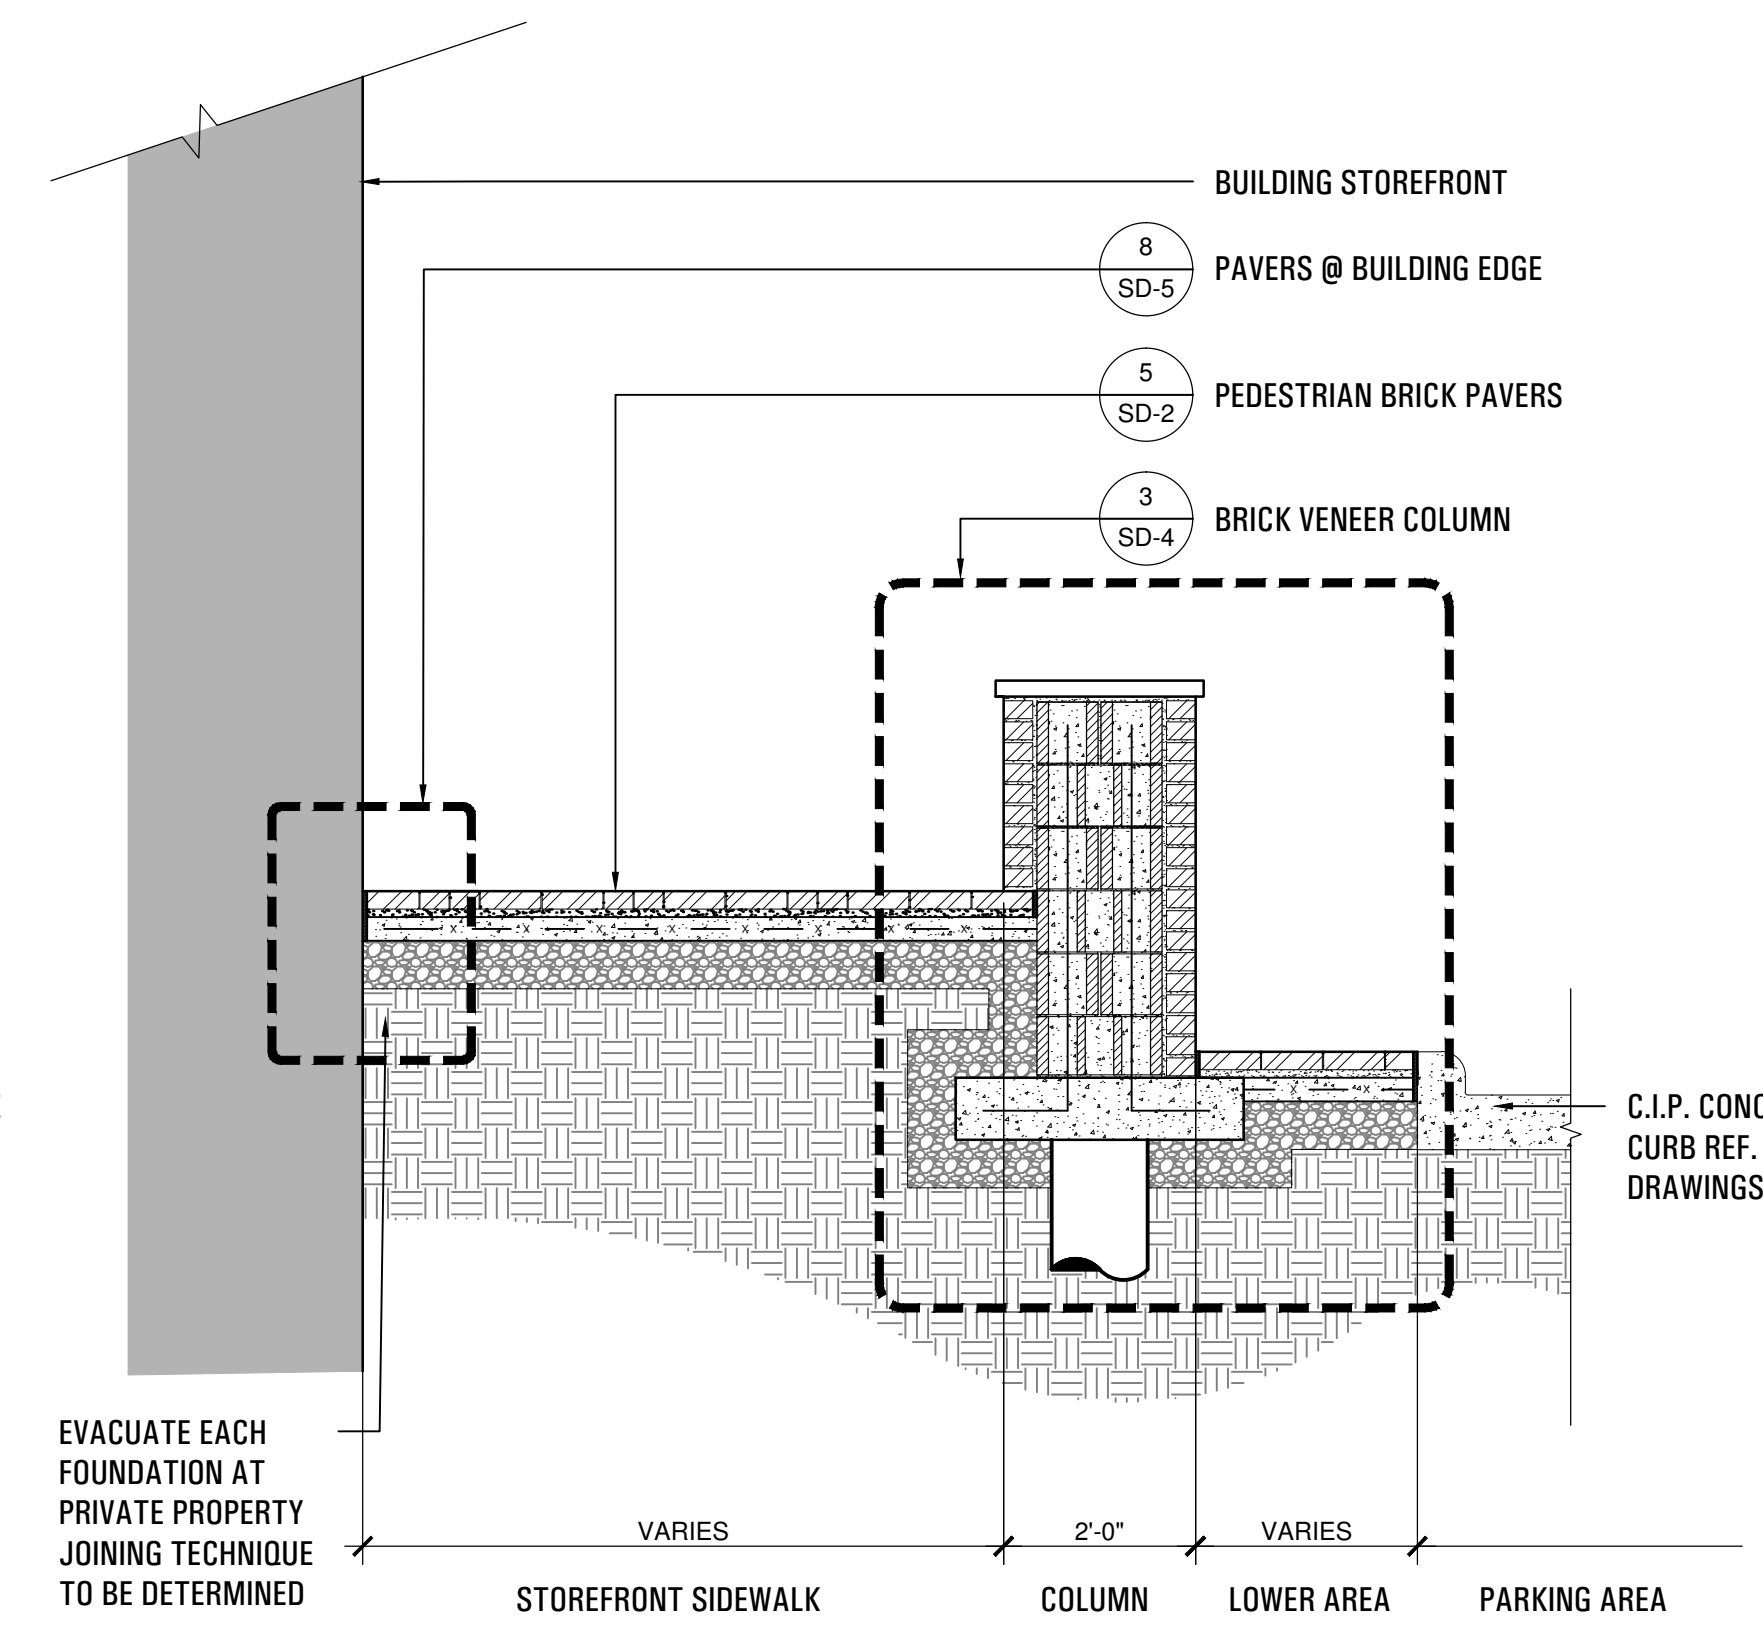 BUILDING STOREFRONT
8
SD-5
PAVERS @ BUILDING EDGE
5
SD-2
PEDESTRIAN BRICK PAVERS
3
SD-4
BRICK VENEER COLUMN
C.I.P. CONC
CURB REF.
DRAWINGS
EVACUATE EACH
FOUNDATION AT
PRIVATE PROPERTY
JOINING TECHNIQUE
TO BE DETERMINED
VARIES
2'-0"
VARIES
STOREFRONT SIDEWALK
COLUMN
LOWER AREA
PARKING AREA